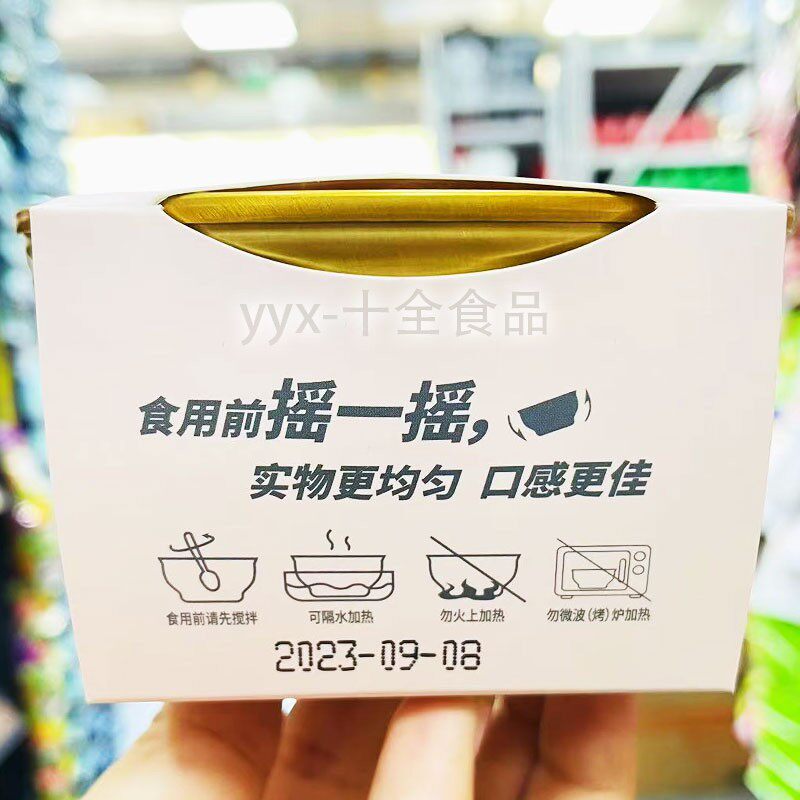 yyx-十全食品
食用前摇一摇,
实物更均匀 口感更佳
食用前请先搅拌
可隔水加热
勿火上加热
勿微波(烤)炉加热
2023-09-08